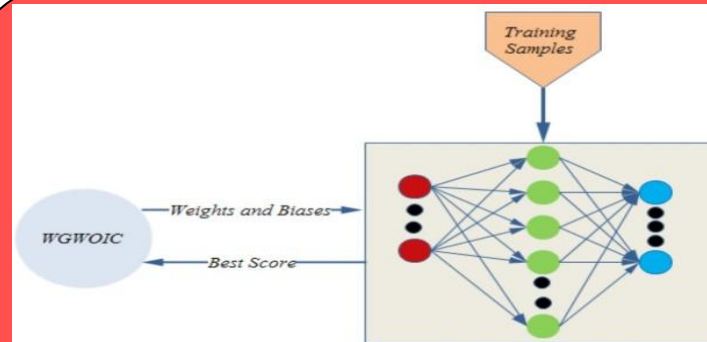 Training
Samples
Weights and Biases
WGWOIC
Best Score